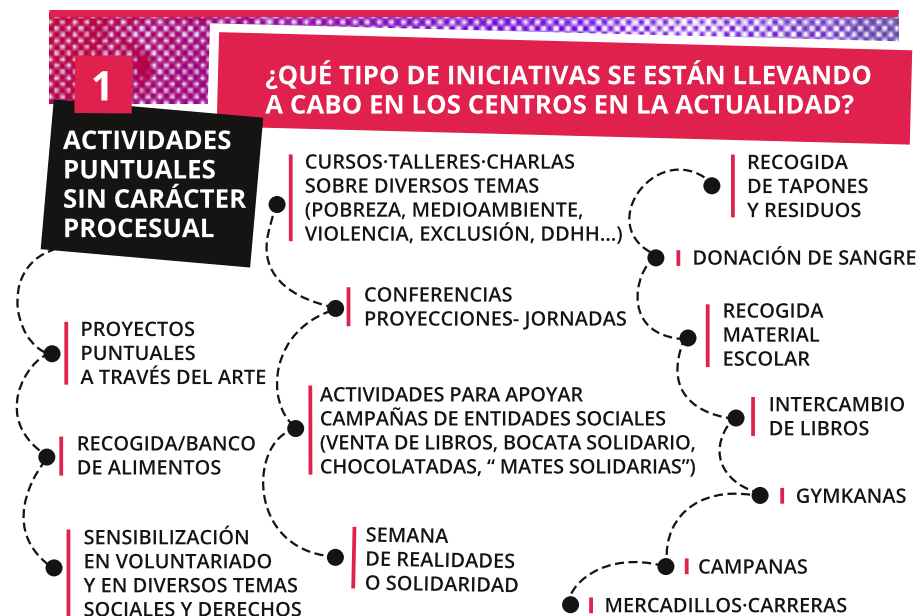 ¿QUÉ TIPO DE INICIATIVAS SE ESTÁN LLEVANDO
A CABO EN LOS CENTROS EN LA ACTUALIDAD?
1
ACTIVIDADES
PUNTUALES
SIN CARÁCTER
PROCESUAL
PROYECTOS
PUNTUALES
A TRAVÉS DEL ARTE
RECOGIDA/BANCO
DE ALIMENTOS
SENSIBILIZACIÓN
EN VOLUNTARIADO
Y EN DIVERSOS TEMAS
SOCIALES Y DERECHOS
CURSOS·TALLERES·CHARLAS
SOBRE DIVERSOS TEMAS
(POBREZA, MEDIOAMBIENTE,
VIOLENCIA, EXCLUSIÓN, DDHH...)
CONFERENCIAS
PROYECCIONES- JORNADAS
ACTIVIDADES PARA APOYAR
CAMPAÑAS DE ENTIDADES SOCIALES
(VENTA DE LIBROS, BOCATA SOLIDARIO,
CHOCOLATADAS, “ MATES SOLIDARIAS”)
SEMANA
DE REALIDADES
O SOLIDARIDAD
RECOGIDA
DE TAPONES
Y RESIDUOS
DONACIÓN DE SANGRE
RECOGIDA
MATERIAL
ESCOLAR
INTERCAMBIO
DE LIBROS
GYMKANAS
CAMPANAS
MERCADILLOS·CARRERAS